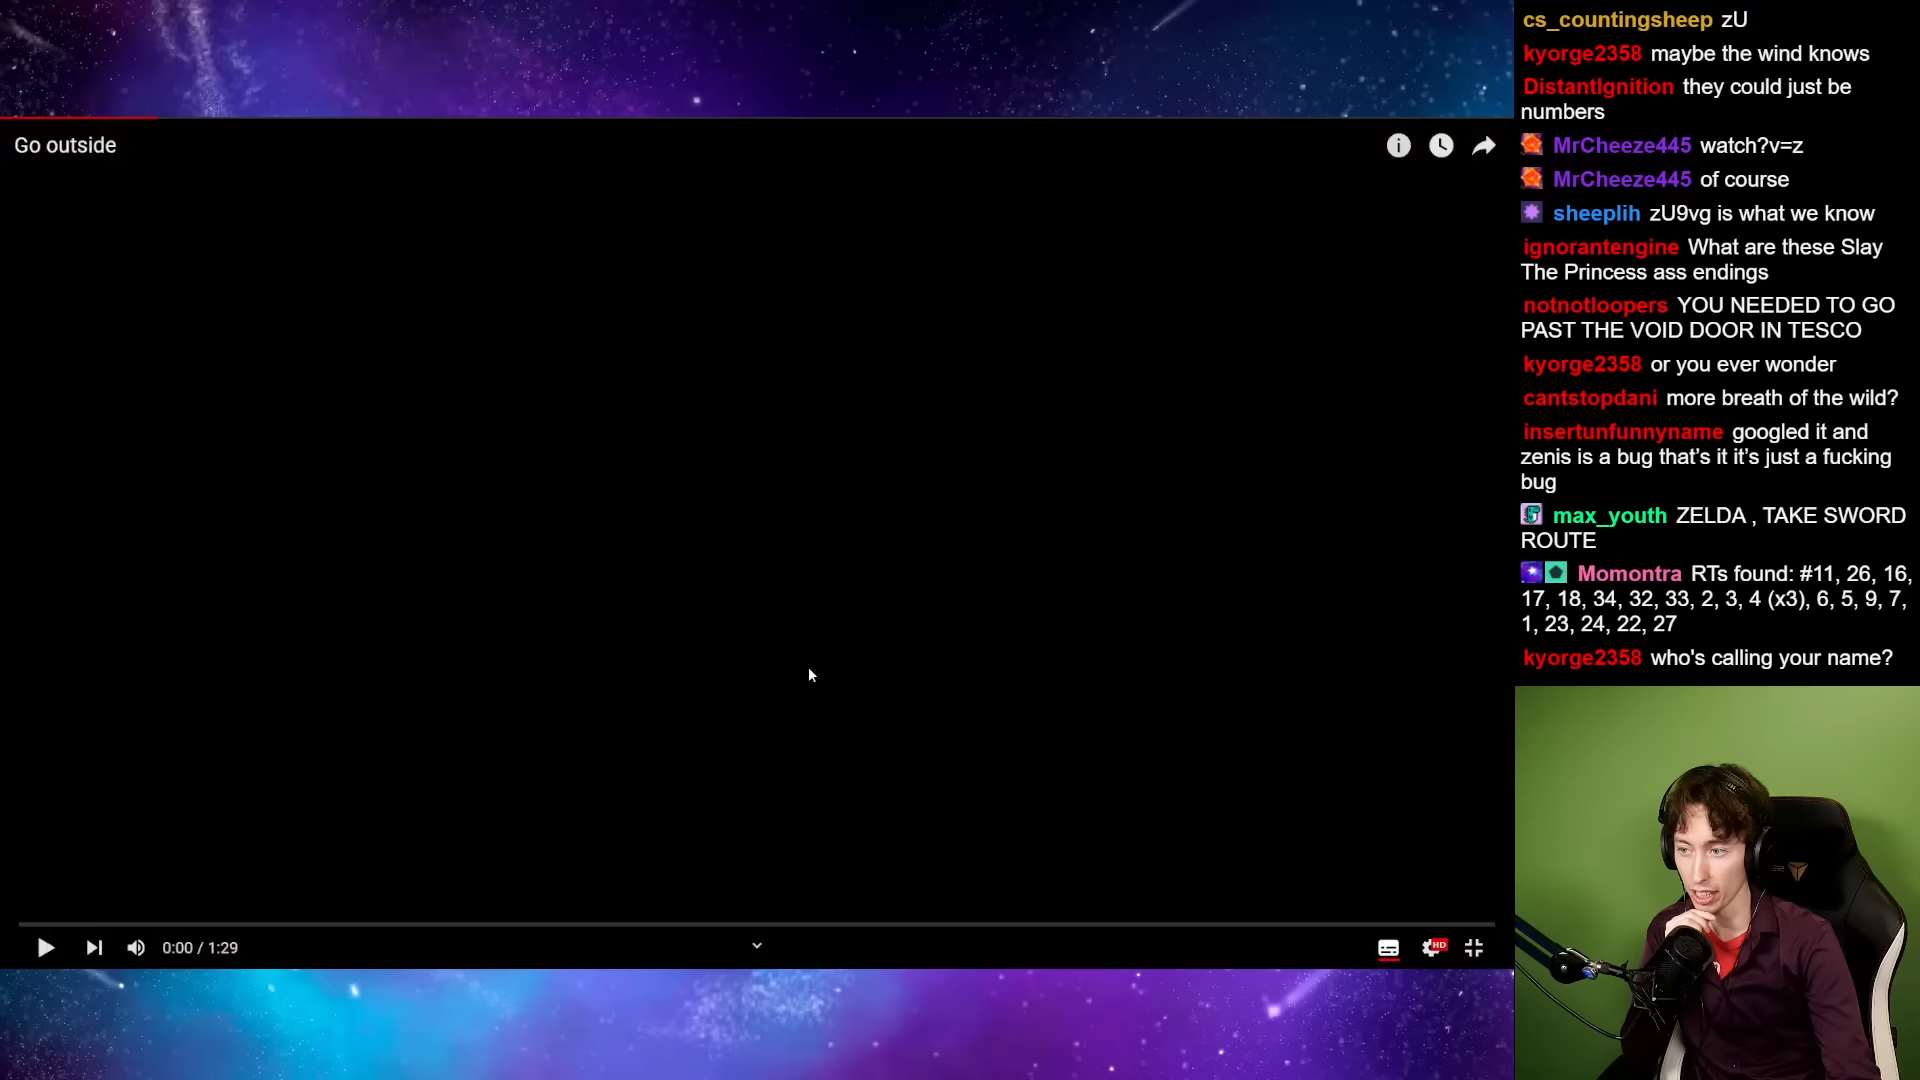 Go outside
0:00 / 1:29
HD
cs_countingsheep zU
kyorge2358 maybe the wind knows
DistantIgnition they could just be
numbers
MrCheeze445 watch?v=z
MrCheeze445 of course
sheeplih zU9vg is what we know
ignorantengine What are these Slay
The Princess ass endings
notnotloopers YOU NEEDED TO GO
PAST THE VOID DOOR IN TESCO
kyorge2358 or you ever wonder
cantstopdani more breath of the wild?
insertunfunnyname googled it and
zenis is a bug that’s it it’s just a fucking
bug
max_youth ZELDA , TAKE SWORD
ROUTE
Momontra RTs found: #11, 26, 16,
17, 18, 34, 32, 33, 2, 3, 4 (x3), 6, 5, 9, 7,
1, 23, 24, 22, 27
kyorge2358 who's calling your name?